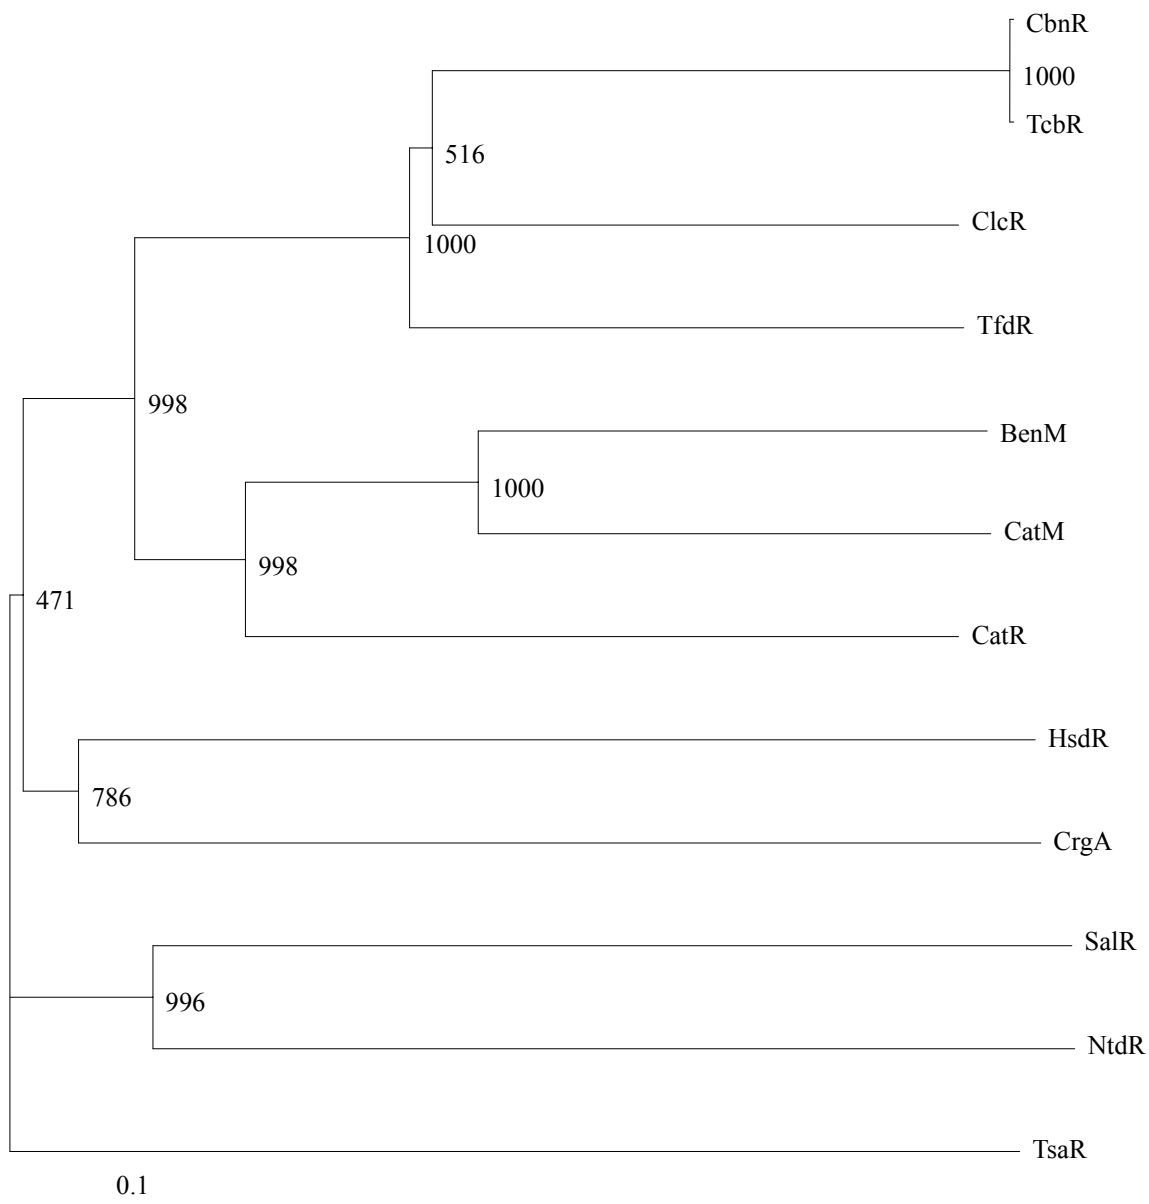 CbnR
1000
TcbR
516
ClcR
1000
TfdR
998
BenM
1000
CatM
998
471
CatR
HsdR
786
CrgA
SalR
996
NtdR
TsaR
0.1